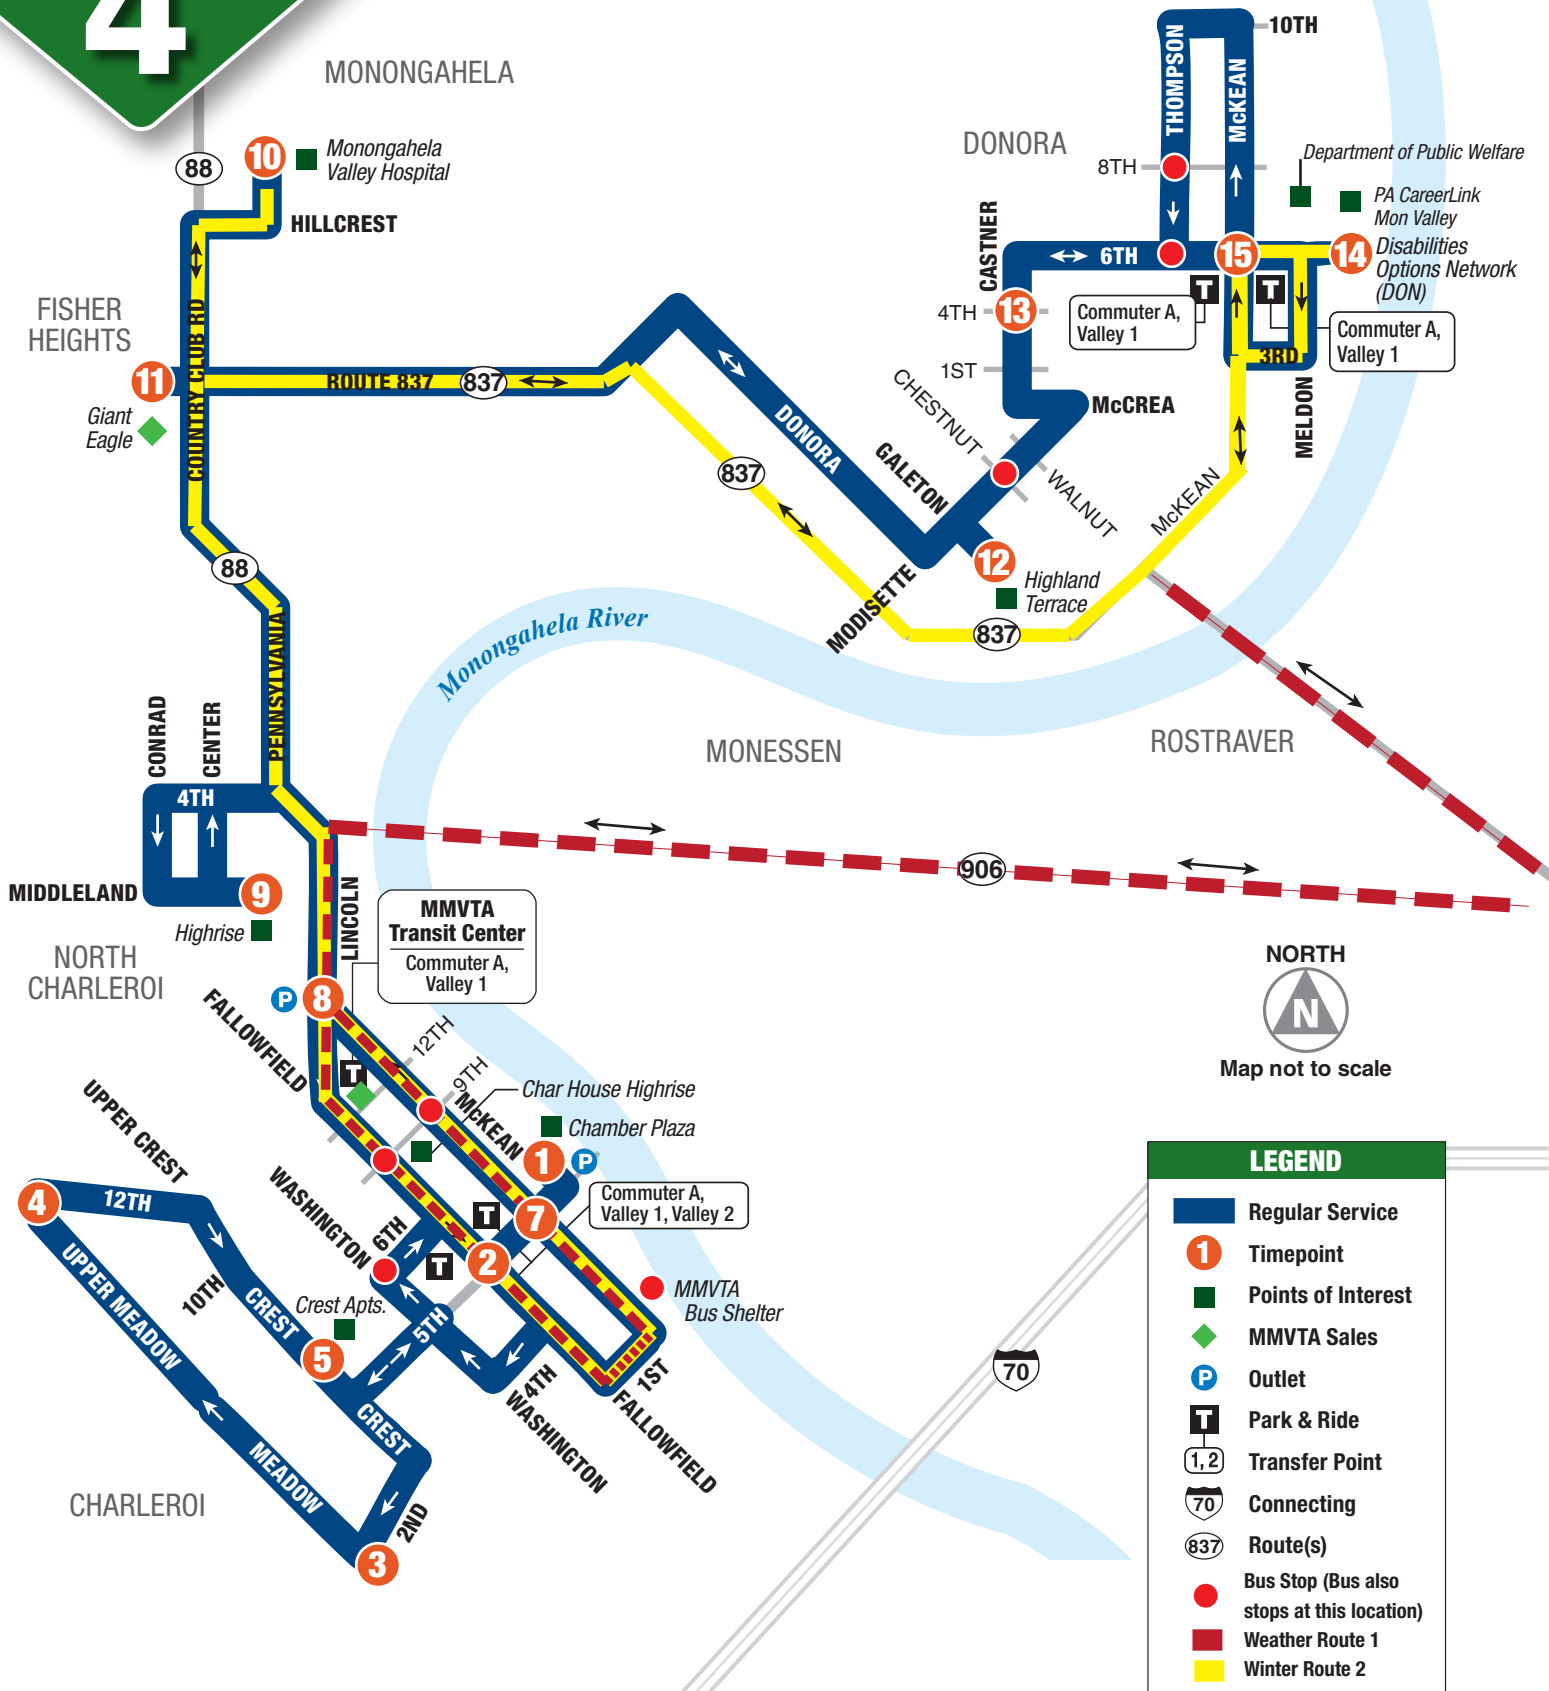 4
MONONGAHELA
10TH
THOMPSON
McKEAN
DONORA
8TH
Department of Public Welfare
PA CareerLink
Mon Valley
88
10
Monongahela
Valley Hospital
HILLCREST
CASTNER
6TH
15
14
Disabilities
Options Network
(DON)
4TH
13
Commuter A,
Valley 1
Commuter A,
Valley 1
3RD
MELDON
FISHER
HEIGHTS
COUNTRY CLUB RD
11
ROUTE 837
837
1ST
Giant
Eagle
CHESTNUT
McCREA
DONORA
GALETON
WALNUT
McKEAN
837
88
12
Highland
Terrace
MODISETTE
837
Monongahela River
PENNSYLVANIA
CONRAD
CENTER
MONESSEN
ROSTRAVER
4TH
MIDDLELAND
9
Highrise
906
LINCOLN
MMVTA
Transit Center
Commuter A,
Valley 1
NORTH
CHARLEROI
P
8
NORTH
N
Map not to scale
FALLOWFIELD
T
12TH
9TH
McKEAN
Char House Highrise
Chamber Plaza
1
P
UPPER CREST
WASHINGTON
6TH
T
7
Commuter A,
Valley 1, Valley 2
T
2
4
12TH
10TH
CREST
UPPER MEADOW
Crest Apts.
5
5TH
MMVTA
Bus Shelter
4TH
1ST
WASHINGTON
FALLOWFIELD
CREST
MEADOW
2ND
3
CHARLEROI
70
LEGEND
Regular Service
1 Timepoint
Points of Interest
MMVTA Sales
P Outlet
T Park & Ride
1, 2 Transfer Point
70 Connecting
837 Route(s)
Bus Stop (Bus also
stops at this location)
Weather Route 1
Winter Route 2
T
T